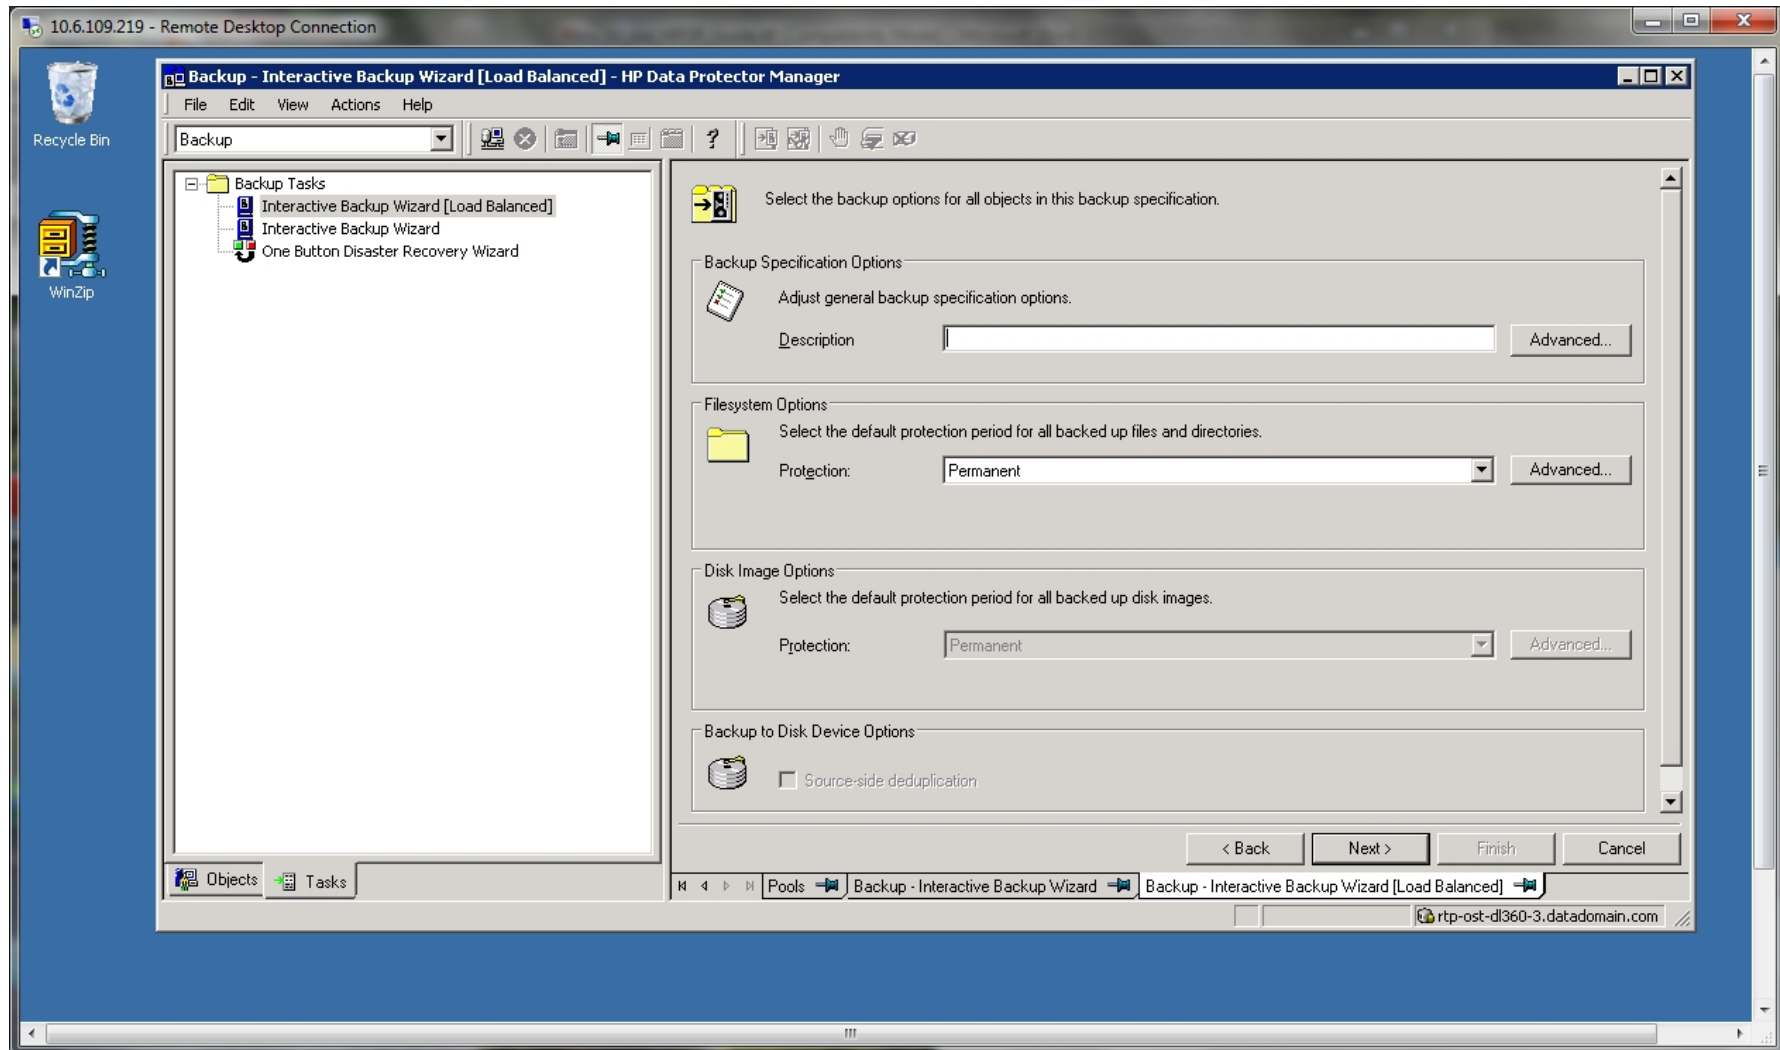 10.6.109.219 - Remote Desktop Connection
Recycle Bin
WinZip
Backup - Interactive Backup Wizard [Load Balanced] - HP Data Protector Manager
File Edit View Actions Help
Backup
Backup Tasks
Interactive Backup Wizard [Load Balanced]
Interactive Backup Wizard
One Button Disaster Recovery Wizard
Objects Tasks
Select the backup options for all objects in this backup specification.
Backup Specification Options
Adjust general backup specification options.
Description Advanced...
Filesystem Options
Select the default protection period for all backed up files and directories.
Protection: Permanent Advanced...
Disk Image Options
Select the default protection period for all backed up disk images.
Protection: Permanent Advanced...
Backup to Disk Device Options
Source-side deduplication
< Back Next > Finish Cancel
Pools Backup - Interactive Backup Wizard Backup - Interactive Backup Wizard [Load Balanced]
rtp-ost-dl360-3.datadomain.com